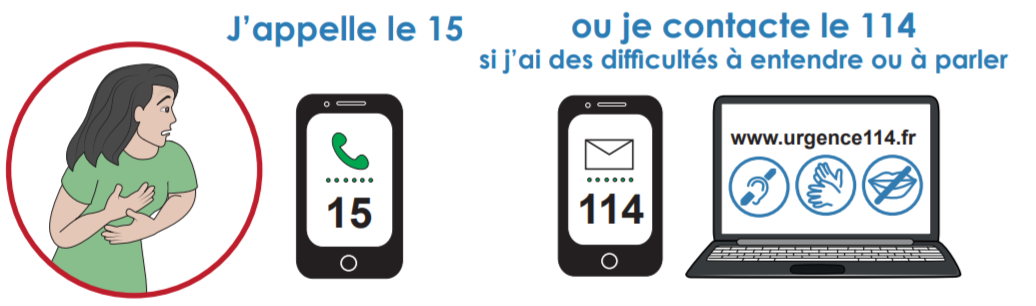 J’appelle le 15
ou je contacte le 114
si j’ai des difficultés à entendre ou à parler
15
114
www.urgence114.fr